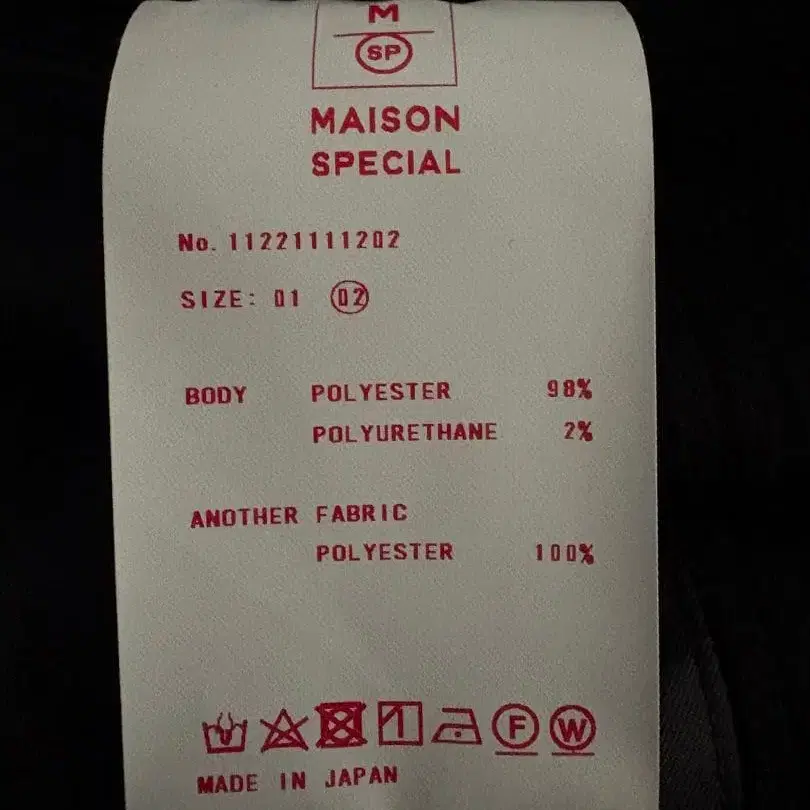 M
SP
MAISON
SPECIAL
No. 11221111202
SIZE: 01 02
BODY POLYESTER 98%
POLYURETHANE 2%
ANOTHER FABRIC
POLYESTER 100%
F W
MADE IN JAPAN